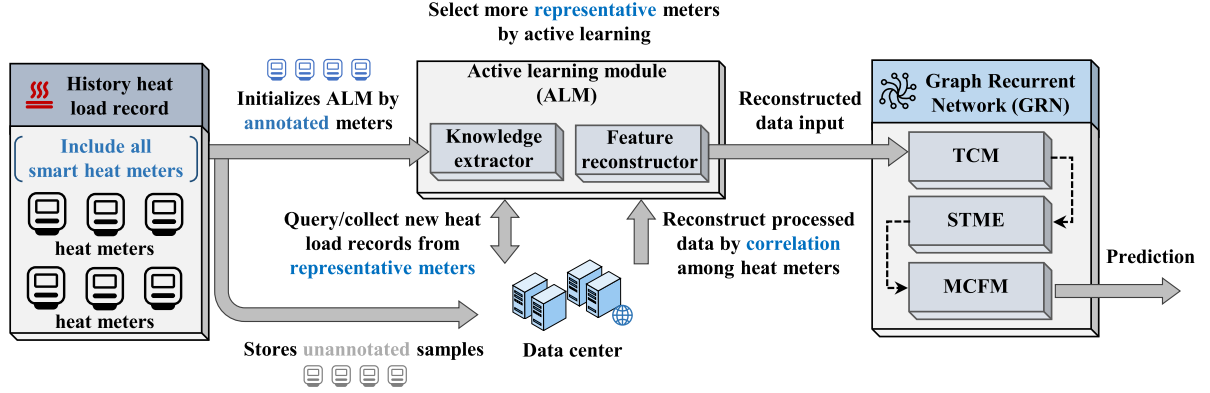 Select more representative meters
by active learning
History heat
load record
Include all
smart heat meters
heat meters
heat meters
Initializes ALM by
annotated meters
Active learning module
(ALM)
Knowledge
extractor
Feature
reconstructor
Reconstructed
data input
Graph Recurrent
Network (GRN)
TCM
STME
MCFM
Prediction
Query/collect new heat
load records from
representative meters
Reconstruct processed
data by correlation
among heat meters
Stores unannotated samples
Data center